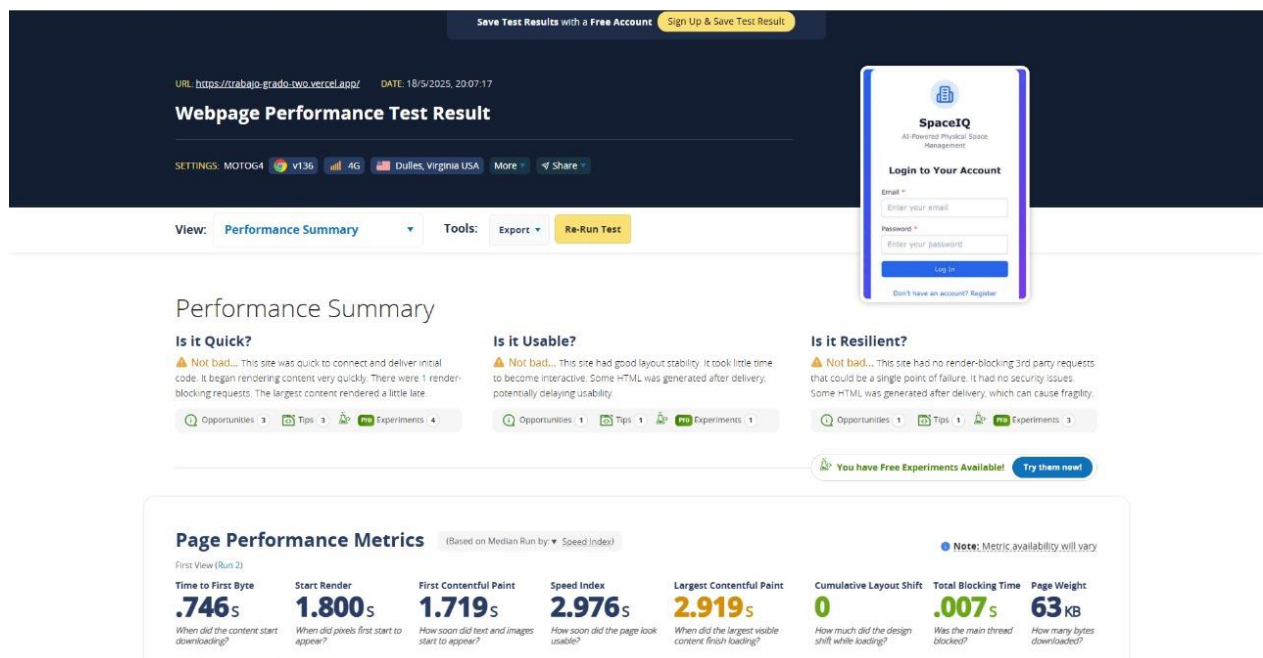 Save Test Results with a Free Account Sign Up & Save Test Result
URL: https://trabajo-grado-two.vercel.app/ DATE: 18/5/2025, 20:07:17
Webpage Performance Test Result
SETTINGS: MOTOG4 v136 4G Dulles, Virginia USA More Share
SpaceIQ
AI-Powered Physical Space
Management
Login to Your Account
Email *
Enter your email
Password *
Enter your password
Log In
Don't have an account? Register
View: Performance Summary Tools: Export Re-Run Test
Performance Summary
Is it Quick?
Not bad... This site was quick to connect and deliver initial
code. It began rendering content very quickly. There were 1 render-
blocking requests. The largest content rendered a little late.
Opportunities 3 Tips 3 Pro Experiments 4
Is it Usable?
Not bad... This site had good layout stability. It took little time
to become interactive. Some HTML was generated after delivery,
potentially delaying usability.
Opportunities 1 Tips 1 Pro Experiments 1
Is it Resilient?
Not bad... This site had no render-blocking 3rd party requests
that could be a single point of failure. It had no security issues.
Some HTML was generated after delivery, which can cause fragility.
Opportunities 1 Tips 1 Pro Experiments 3
You have Free Experiments Available! Try them now!
Page Performance Metrics (Based on Median Run by: Speed Index)
Note: Metric availability will vary
First View (Run 2)
Time to First Byte
.746s
When did the content start
downloading?
Start Render
1.800s
When did pixels first start to
appear?
First Contentful Paint
1.719s
How soon did text and images
start to appear?
Speed Index
2.976s
How soon did the page look
usable?
Largest Contentful Paint
2.919s
When did the largest visible
content finish loading?
Cumulative Layout Shift
0
How much did the design
shift while loading?
Total Blocking Time
.007s
Was the main thread
blocked?
Page Weight
63KB
How many bytes
downloaded?